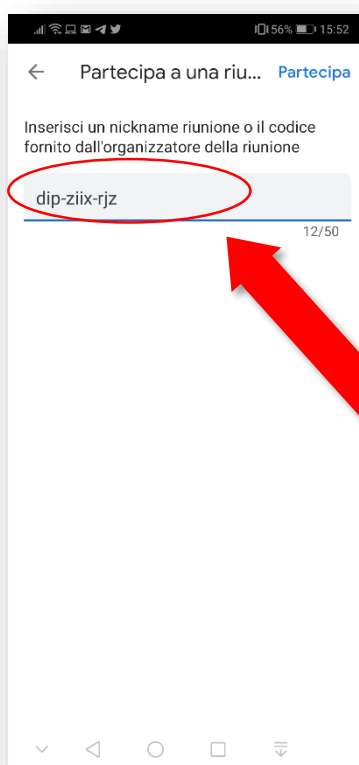 56% 15:52
Partecipa a una riu... Partecipa
Inserisci un nickname riunione o il codice
fornito dall'organizzatore della riunione
dip-ziix-rjz
12/50